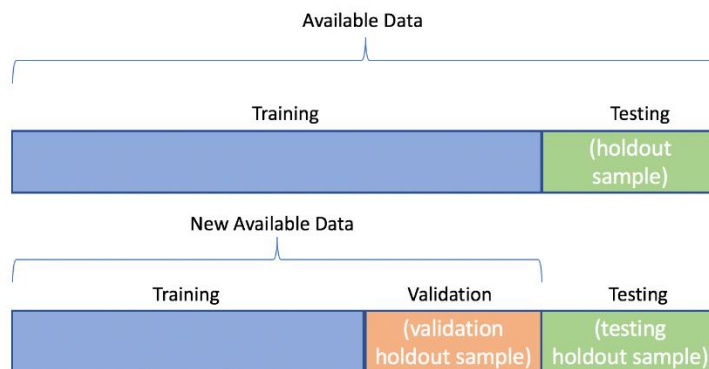 Available Data
Training Testing
(holdout
sample)
New Available Data
Training Validation Testing
(validation (testing
holdout sample) holdout sample)